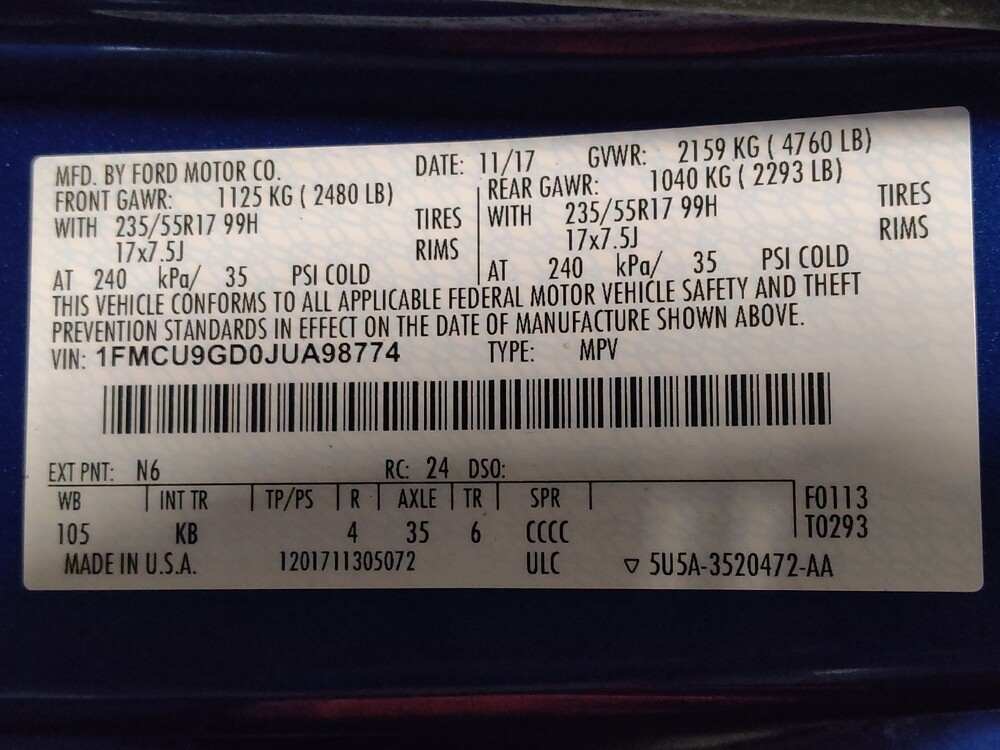 MFD. BY FORD MOTOR CO. DATE: 11/17 GVWR: 2159 KG ( 4760 LB)
FRONT GAWR: 1125 KG ( 2480 LB) REAR GAWR: 1040 KG ( 2293 LB)
WITH 235/55R17 99H TIRES WITH 235/55R17 99H TIRES
17x7.5J RIMS 17x7.5J RIMS
AT 240 kPa/ 35 PSI COLD AT 240 kPa/ 35 PSI COLD
THIS VEHICLE CONFORMS TO ALL APPLICABLE FEDERAL MOTOR VEHICLE SAFETY AND THEFT
PREVENTION STANDARDS IN EFFECT ON THE DATE OF MANUFACTURE SHOWN ABOVE.
VIN: 1FMCU9GD0JUA98774 TYPE: MPV
EXT PNT: N6 RC: 24 DSO:
WB INT TR TP/PS R AXLE TR SPR F0113
105 KB 4 35 6 CCCC T0293
MADE IN U.S.A. 1201711305072 ULC ▽ 5U5A-3520472-AA